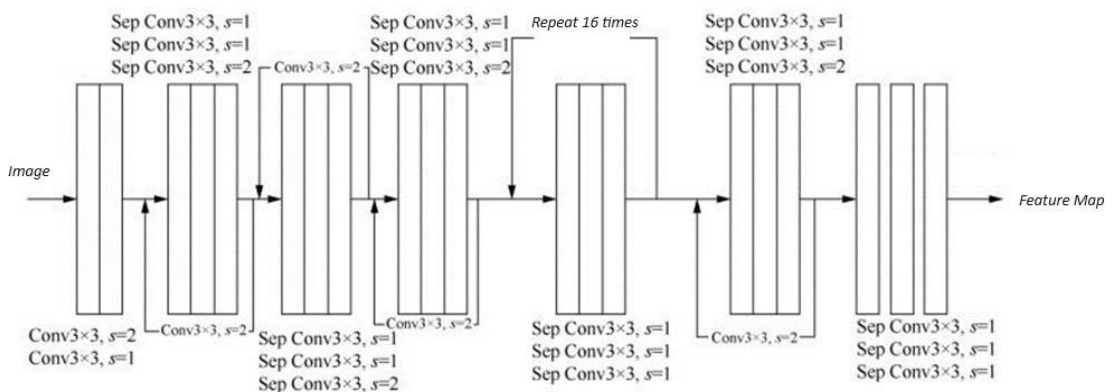 Sep Conv3×3, s=1
Sep Conv3×3, s=1
Sep Conv3×3, s=2
Conv3×3, s=2
Sep Conv3×3, s=1
Sep Conv3×3, s=1
Sep Conv3×3, s=2
Repeat 16 times
Sep Conv3×3, s=1
Sep Conv3×3, s=1
Sep Conv3×3, s=2
Image
Feature Map
Conv3×3, s=2
Conv3×3, s=1
Conv3×3, s=2
Sep Conv3×3, s=1
Sep Conv3×3, s=1
Sep Conv3×3, s=2
Conv3×3, s=2
Sep Conv3×3, s=1
Sep Conv3×3, s=1
Sep Conv3×3, s=1
Conv3×3, s=2
Sep Conv3×3, s=1
Sep Conv3×3, s=1
Sep Conv3×3, s=1